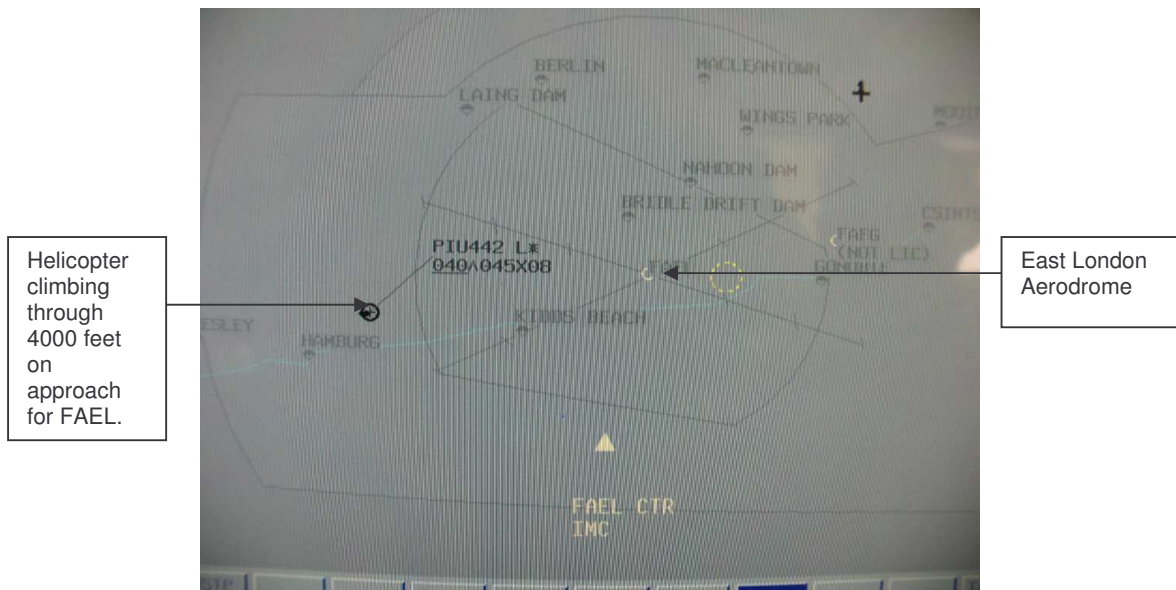 BERLIN
MACLEANTOWN
LAING DAM
WINGS PARK
NAHOON DAM
BRIDLE DRIFT DAM
FAFG
(NOT LIC)
PIU442 L*
040^045X08
KIDDS BEACH
HAMBURG
FAEL CTR
IMC
Helicopter
climbing
through
4000 feet
on
approach
for FAEL.
East London
Aerodrome